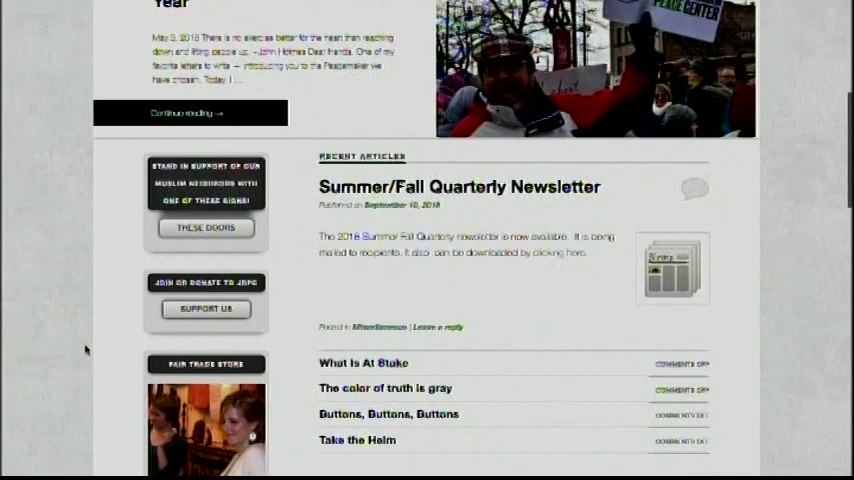 Year
May 3, 2018 There is no exercise better for the heart than reaching
down and lifting people up. ~John Holmes Dear friends, One of my
favorite letters to write – introducing you to the Peacemaker we
have chosen. Today, I ...
Continue reading →
PEACE CENTER
STAND IN SUPPORT OF OUR
MUSLIM NEIGHBORS WITH
ONE OF THESE SIGNS!
THESE DOORS
JOIN OR DONATE TO JRPC
SUPPORT US
FAIR TRADE STORE
RECENT ARTICLES
Summer/Fall Quarterly Newsletter
Posted on September 10, 2018
The 2018 Summer Fall Quarterly newsletter is now available. It is being
mailed to recipients. It also can be downloaded by clicking here.
News
Posted in Miscellaneous | Leave a reply
What Is At Stake
COMMENTS OFF
The color of truth is gray
COMMENTS OFF
Buttons, Buttons, Buttons
COMMENTS OFF
Take the Helm
COMMENTS OFF